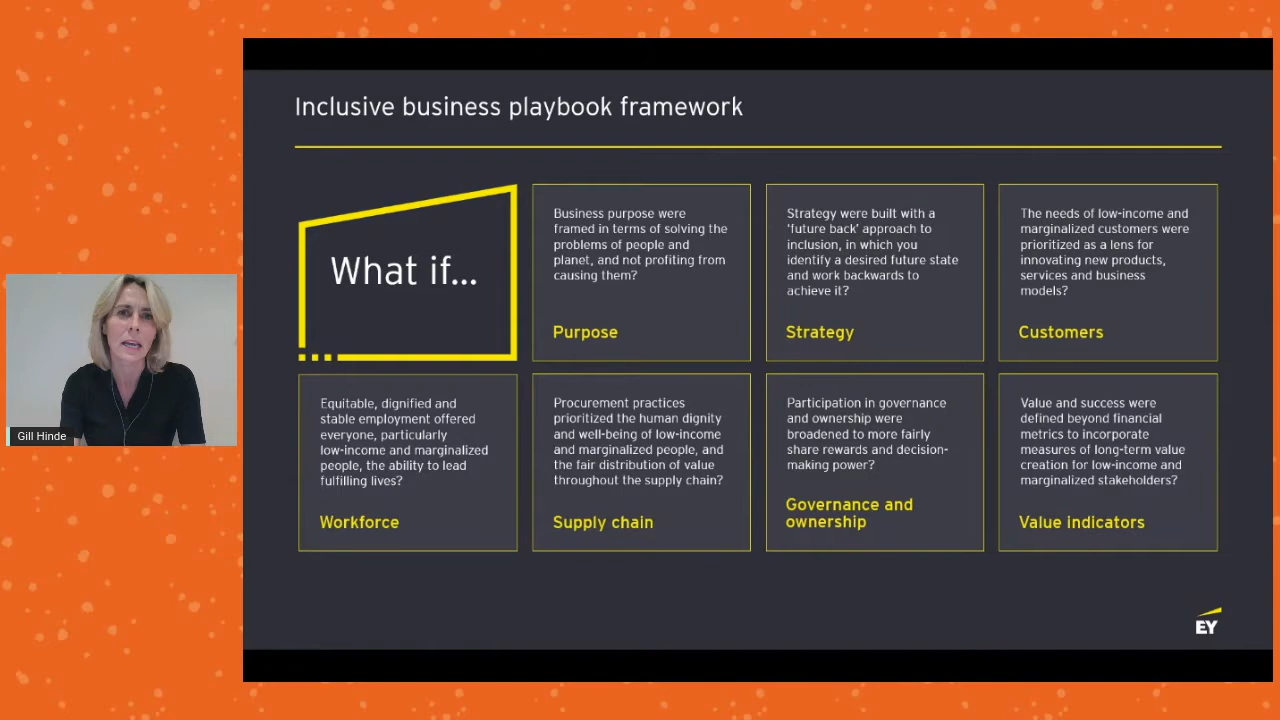 Inclusive business playbook framework
What if...
Business purpose were
framed in terms of solving the
problems of people and
planet, and not profiting from
causing them?
Purpose
Strategy were built with a
‘future back’ approach to
inclusion, in which you
identify a desired future state
and work backwards to
achieve it?
Strategy
The needs of low-income and
marginalized customers were
prioritized as a lens for
innovating new products,
services and business
models?
Customers
Equitable, dignified and
stable employment offered
everyone, particularly
low-income and marginalized
people, the ability to lead
fulfilling lives?
Workforce
Procurement practices
prioritized the human dignity
and well-being of low-income
and marginalized people, and
the fair distribution of value
throughout the supply chain?
Supply chain
Participation in governance
and ownership were
broadened to more fairly
share rewards and decision-
making power?
Governance and
ownership
Value and success were
defined beyond financial
metrics to incorporate
measures of long-term value
creation for low-income and
marginalized stakeholders?
Value indicators
Gill Hinde
EY